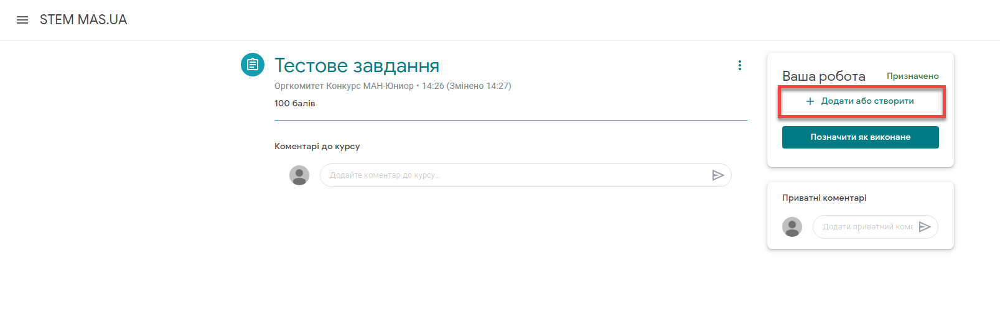 STEM MAS.UA
Тестове завдання
Оргкомитет Конкурс МАН-Юниор • 14:26 (Змінено 14:27)
100 балів
Коментарі до курсу
Додайте коментар до курсу...
Ваша робота Призначено
+ Додати або створити
Позначити як виконане
Приватні коментарі
Додати приватний коме